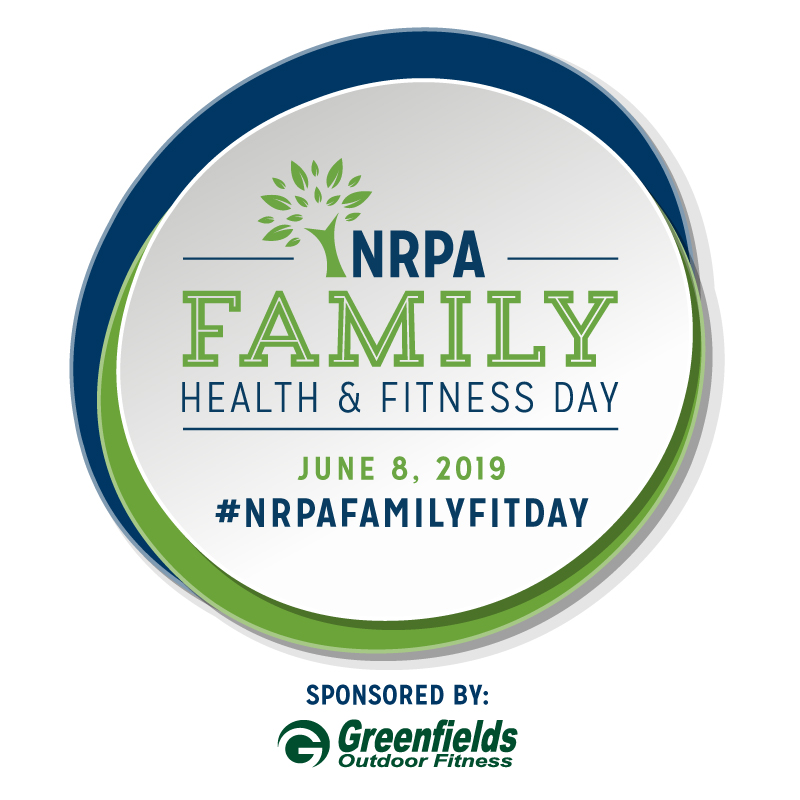 NRPA
FAMILY
HEALTH & FITNESS DAY
JUNE 8, 2019
#NRPAFAMILYFITDAY
SPONSORED BY:
Greenfields
Outdoor Fitness